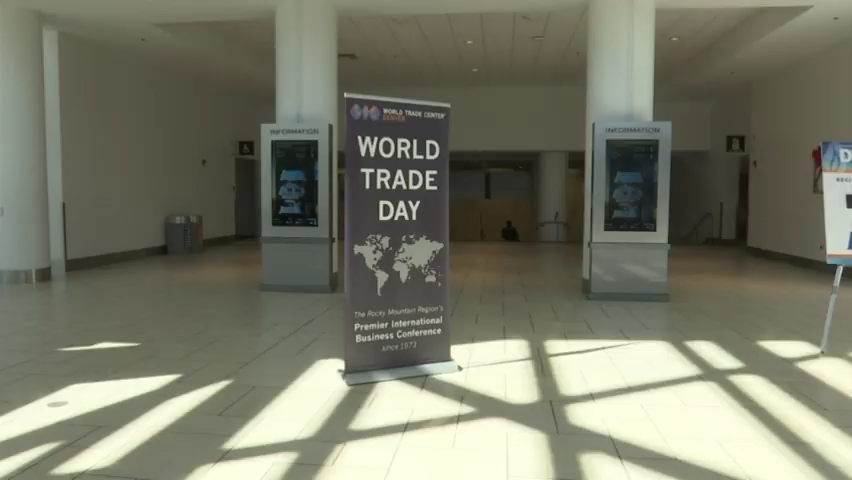 INFORMATION
WORLD TRADE CENTER
DENVER
WORLD
TRADE
DAY
The Rocky Mountain Region's
Premier International
Business Conference
since 1973
INFORMATION
D